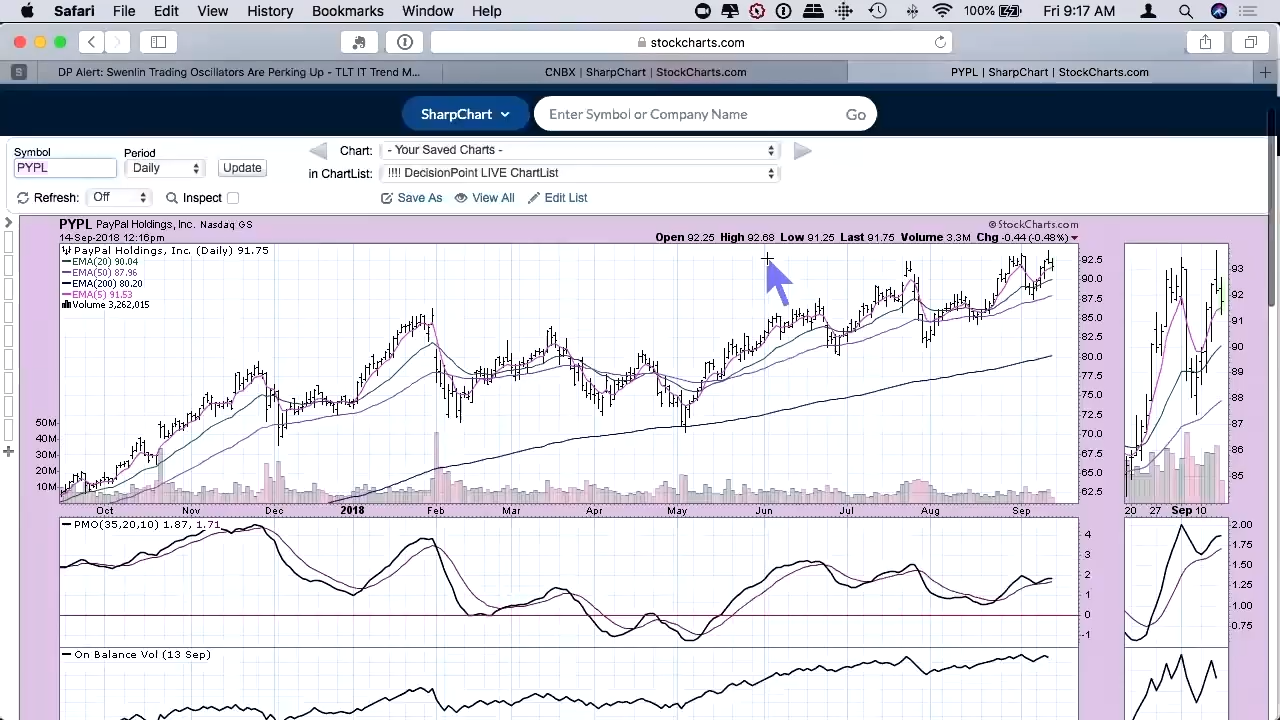 Safari File Edit View History Bookmarks Window Help 100% Fri 9:17 AM
stockcharts.com
S DP Alert: Swenlin Trading Oscillators Are Perking Up - TLT IT Trend M... CNBX | SharpChart | StockCharts.com PYPL | SharpChart | StockCharts.com
SharpChart Enter Symbol or Company Name Go
Symbol Period Chart: - Your Saved Charts -
PYPL Daily Update in ChartList: !!!! DecisionPoint LIVE ChartList
Refresh: Off Inspect Save As View All Edit List
PYPL PayPal Holdings, Inc. Nasdaq GS © StockCharts.com
14-Sep-2018 12:16pm Open 92.25 High 92.68 Low 91.25 Last 91.75 Volume 3.3M Chg -0.44 (-0.48%)
PayPal Holdings, Inc. (Daily) 91.75
EMA(20) 90.04
EMA(50) 87.96
EMA(200) 80.20
EMA(5) 91.53
Volume 3,262,015
92.5
90.0
87.5
85.0
82.5
80.0
77.5
75.0
72.5
70.0
67.5
65.0
62.5
50M
40M
30M
20M
10M
93
92
91
90
89
88
87
86
85
Oct Nov Dec 2018 Feb Mar Apr May Jun Jul Aug Sep 20 27 Sep 10
PMO(35,20,10) 1.87, 1.71
4
3
2
1
0
-1
2.00
1.75
1.50
1.25
1.00
0.75
On Balance Vol (13 Sep)